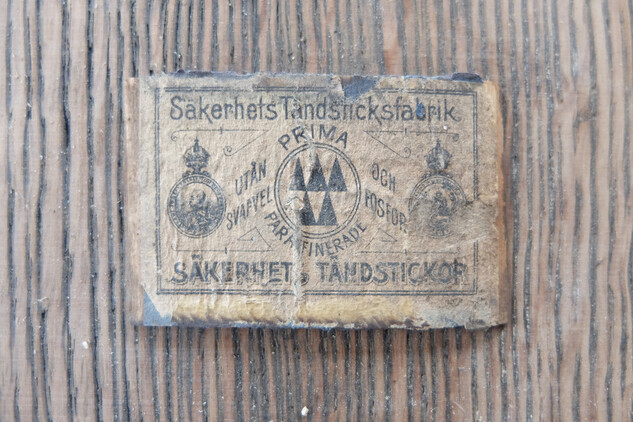 Säkerhets Tändsticksfabrik.
PRIMA
UTAN SVAFVEL
OCH FOSFOR.
PARAFFINERADE
SÄKERHETS TÄNDSTICKOR